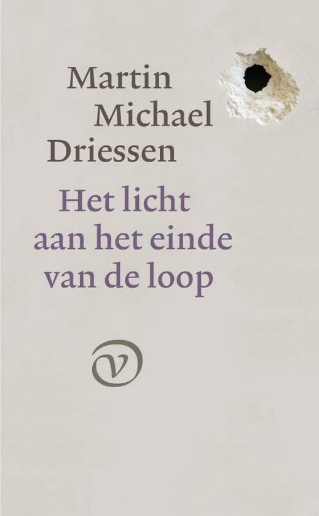 Martin
Michael
Driessen
Het licht
aan het einde
van de loop
v